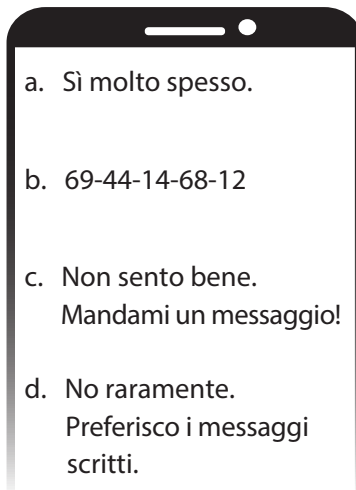 a. Sì molto spesso.
b. 69-44-14-68-12
c. Non sento bene.
Mandami un messaggio!
d. No raramente.
Preferisco i messaggi
scritti.